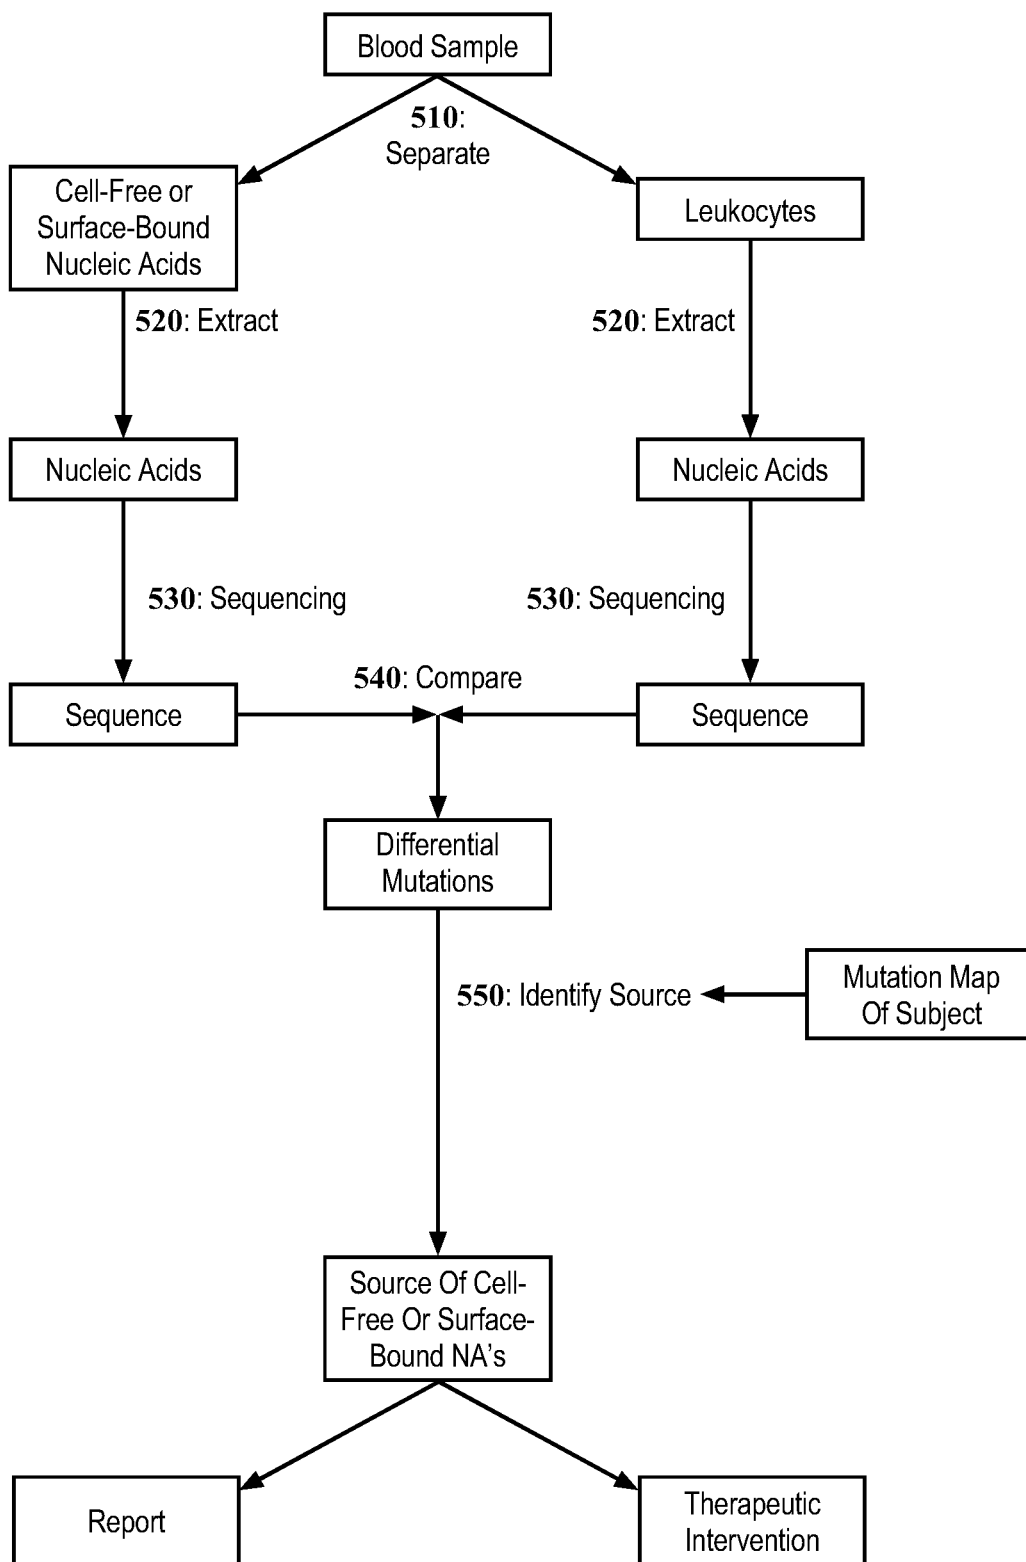 Blood Sample
510:
Separate
Cell-Free or
Surface-Bound
Nucleic Acids
Leukocytes
520: Extract
520: Extract
Nucleic Acids
Nucleic Acids
530: Sequencing
530: Sequencing
540: Compare
Sequence
Sequence
Differential
Mutations
550: Identify Source
Mutation Map
Of Subject
Source Of Cell-
Free Or Surface-
Bound NA's
Report
Therapeutic
Intervention